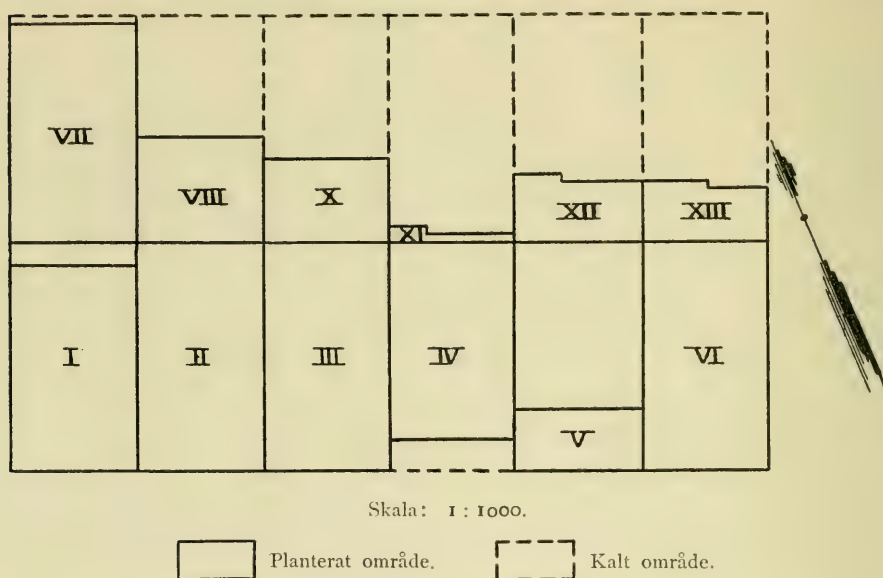 VII
VIII
X
XI
XII
XIII
I
II
III
IV
V
VI
Skala: 1 : 1000.
Planterat område.
Kalt område.